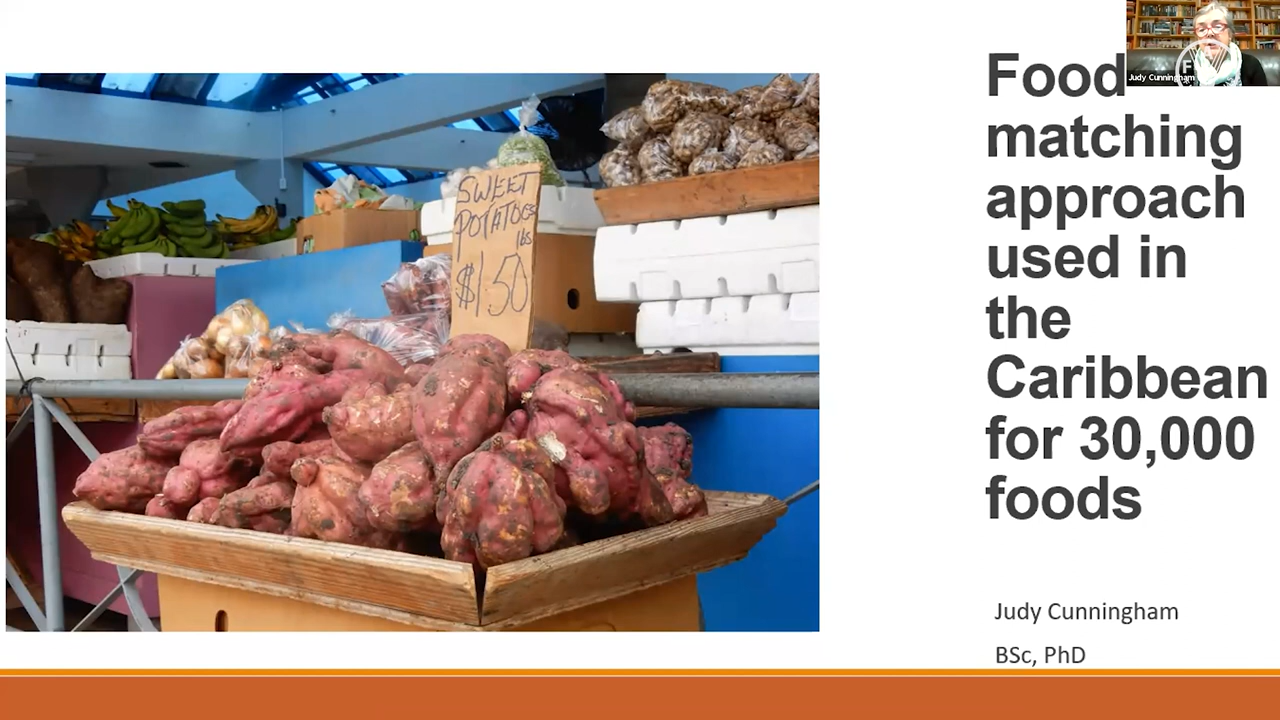 Food
matching
approach
used in
the
Caribbean
for 30,000
foods
Judy Cunningham
BSc, PhD
Judy Cunningham
SWEET
POTATOES
lbs
$1.50